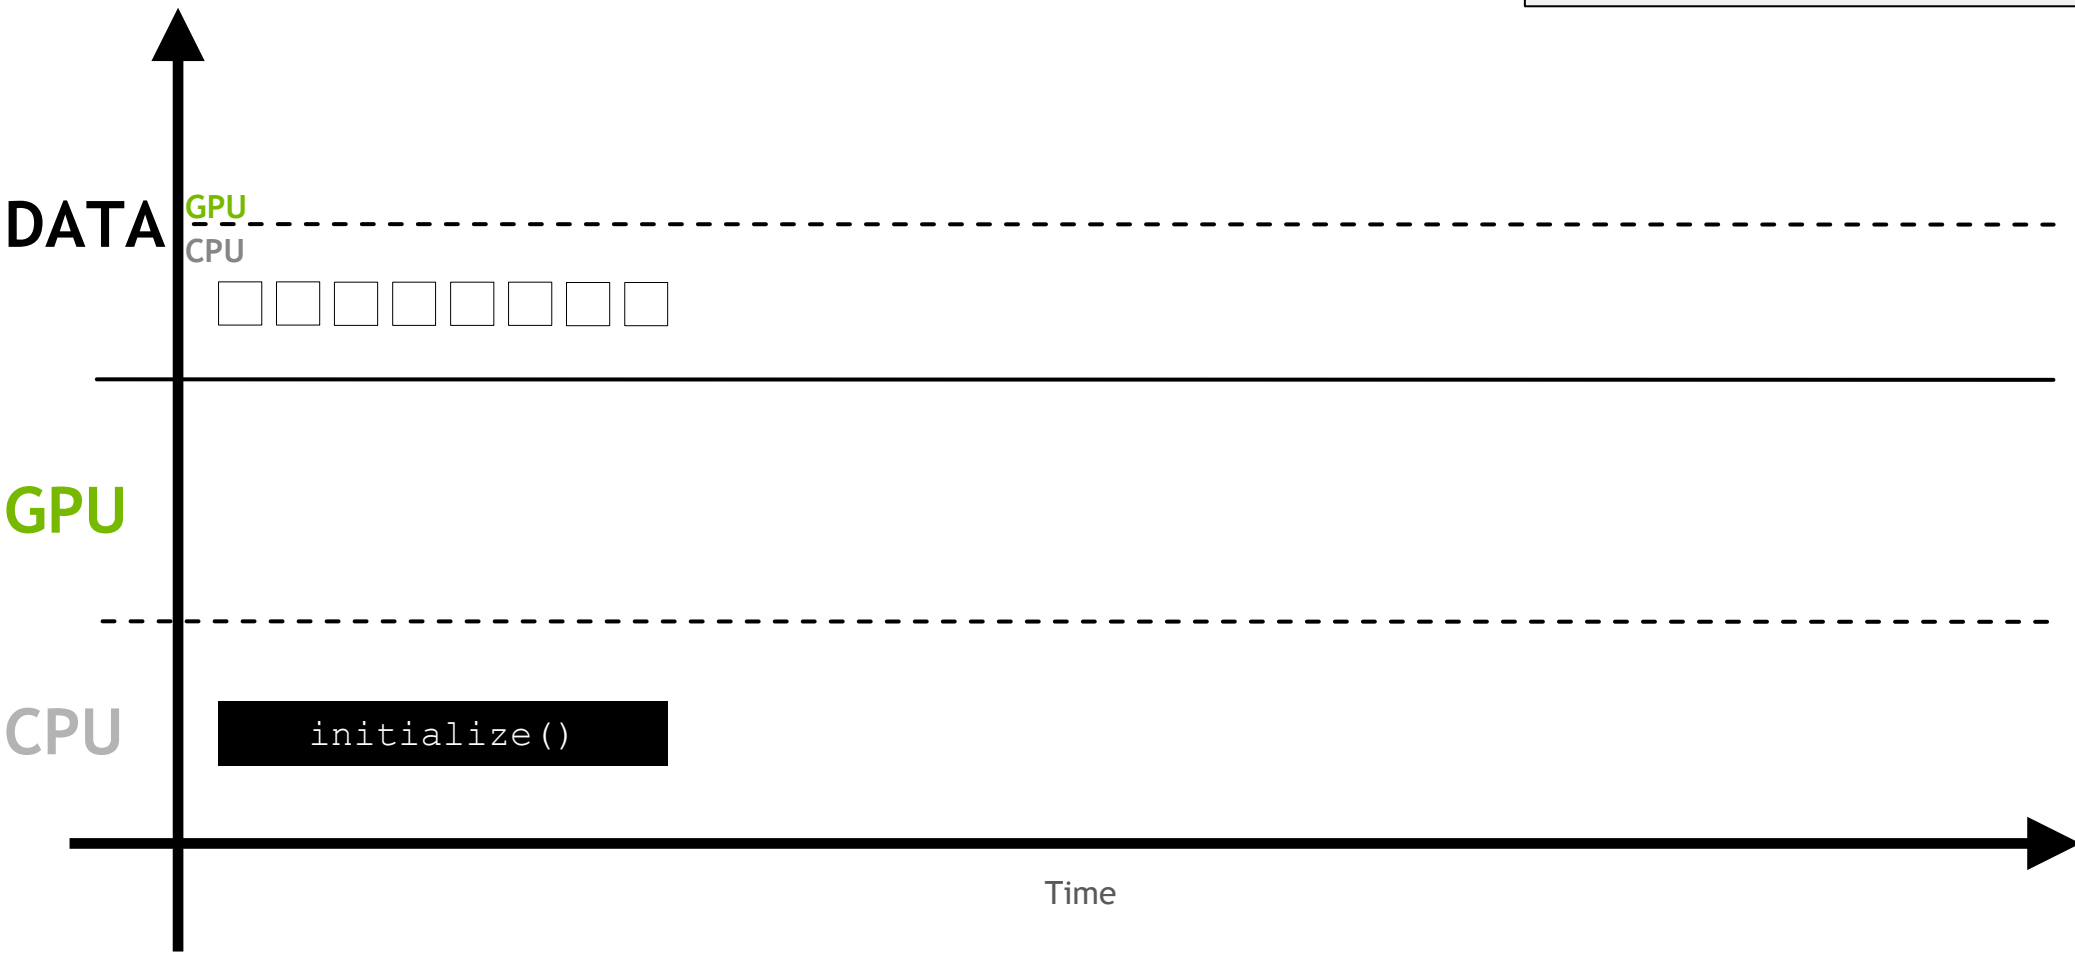 DATA
GPU
CPU
GPU
CPU
initialize()
Time